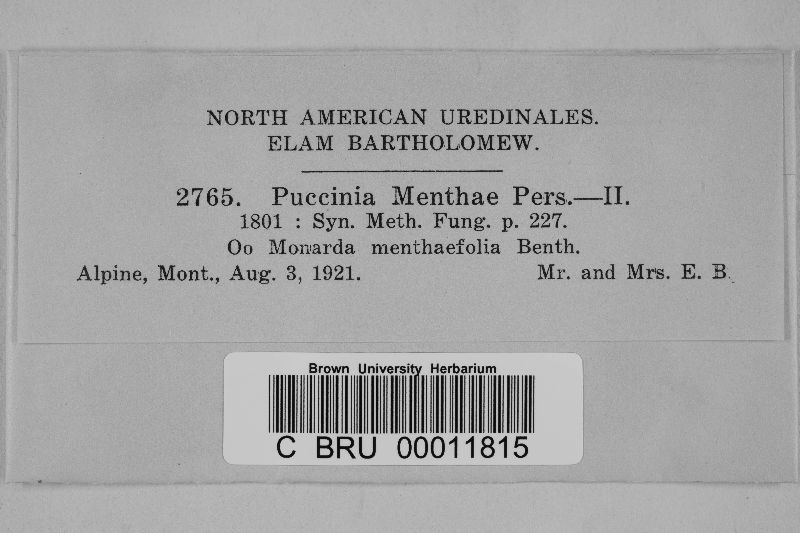 NORTH AMERICAN UREDINALES.
ELAM BARTHOLOMEW.
2765. Puccinia Menthae Pers.—II.
1801 : Syn. Meth. Fung. p. 227.
Oo Monarda menthaefolia Benth.
Alpine, Mont., Aug. 3, 1921. Mr. and Mrs. E. B.
Brown University Herbarium
C BRU 00011815